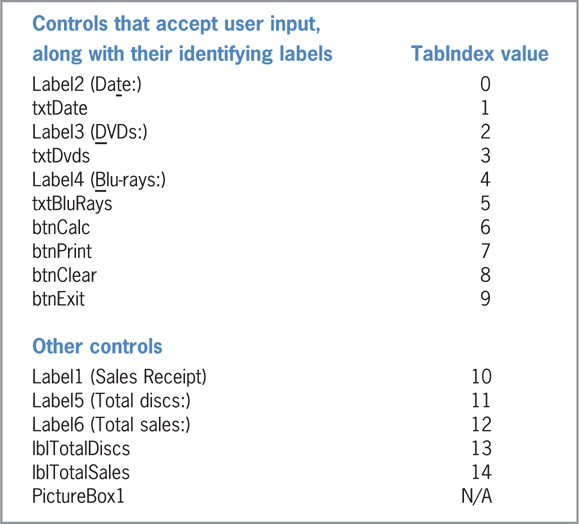 Controls that accept user input,
along with their identifying labels TabIndex value
Label2 (Date:) 0
txtDate 1
Label3 (DVDs:) 2
txtDvds 3
Label4 (Blu-rays:) 4
txtBluRays 5
btnCalc 6
btnPrint 7
btnClear 8
btnExit 9
Other controls
Label1 (Sales Receipt) 10
Label5 (Total discs:) 11
Label6 (Total sales:) 12
lblTotalDiscs 13
lblTotalSales 14
PictureBox1 N/A